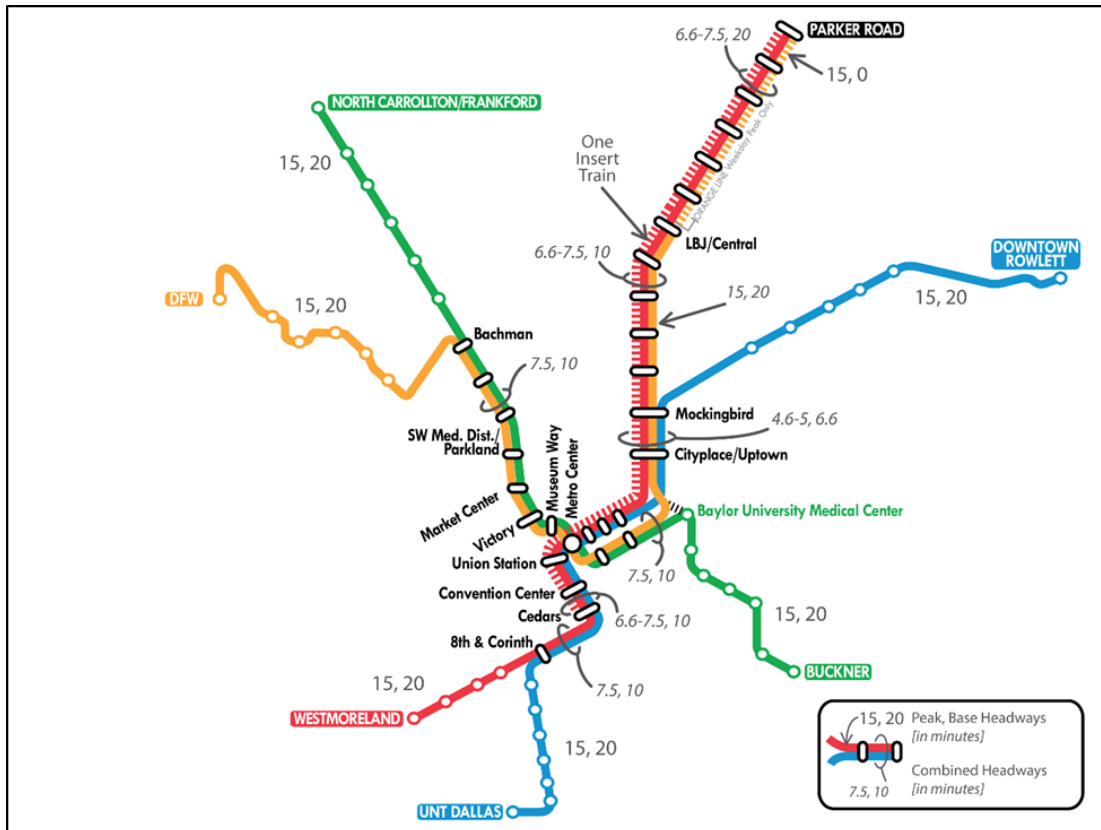 PARKER ROAD
6.6-7.5, 20
15, 0
NORTH CARROLLTON/FRANKFORD
15, 20
One
Insert
Train
ORANGE LINE Weekday Peak Only
LBJ/Central
DOWNTOWN
ROWLETT
6.6-7.5, 10
DFW
15, 20
15, 20
15, 20
Bachman
7.5, 10
Mockingbird
4.6-5, 6.6
SW Med. Dist./
Parkland
Cityplace/Uptown
Museum Way
Metro Center
Market Center
Victory
Baylor University Medical Center
Union Station
7.5, 10
Convention Center
Cedars
6.6-7.5, 10
15, 20
8th & Corinth
7.5, 10
BUCKNER
15, 20
WESTMORELAND
15, 20
UNT DALLAS
15, 20 Peak, Base Headways
[in minutes]
Combined Headways
7.5, 10 [in minutes]